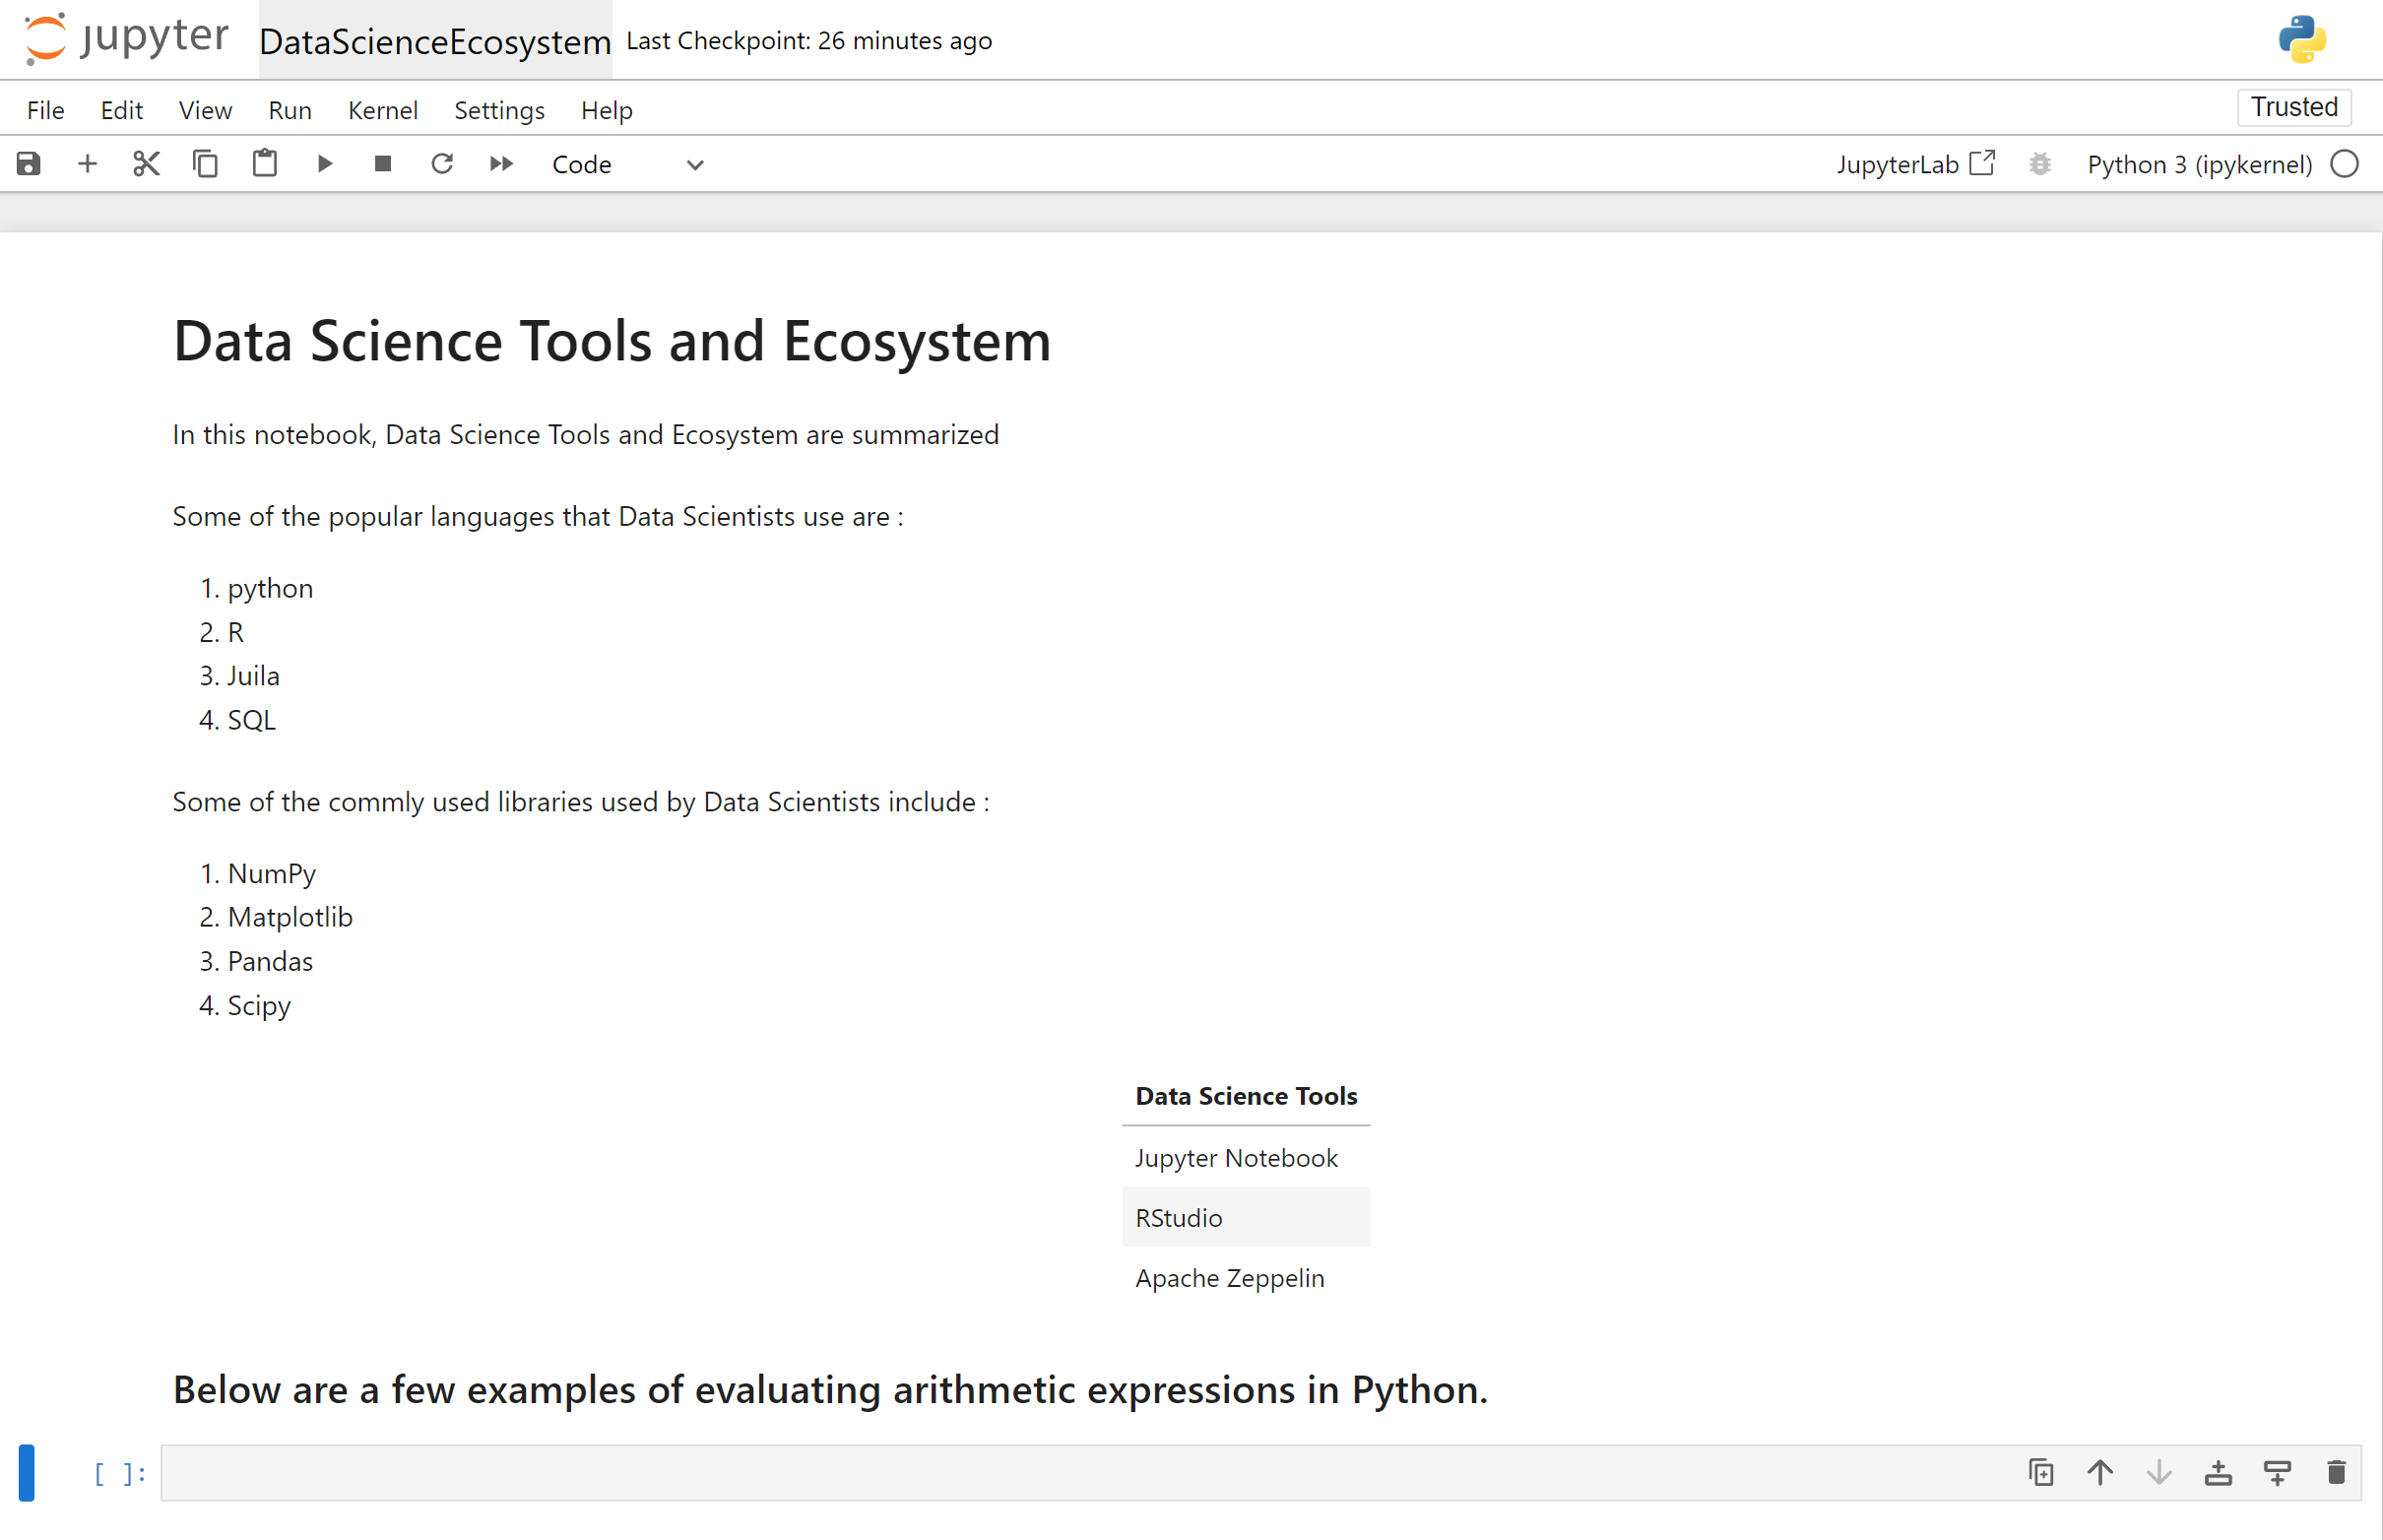 jupyter DataScienceEcosystem Last Checkpoint: 26 minutes ago
File Edit View Run Kernel Settings Help Trusted
Code JupyterLab Python 3 (ipykernel)
Data Science Tools and Ecosystem
In this notebook, Data Science Tools and Ecosystem are summarized
Some of the popular languages that Data Scientists use are :
1. python
2. R
3. Juila
4. SQL
Some of the commly used libraries used by Data Scientists include :
1. NumPy
2. Matplotlib
3. Pandas
4. Scipy
Data Science Tools
Jupyter Notebook
RStudio
Apache Zeppelin
Below are a few examples of evaluating arithmetic expressions in Python.
[ ]: